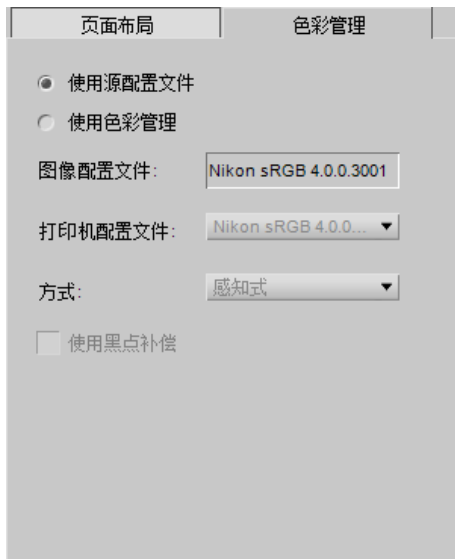 页面布局 色彩管理
使用源配置文件
使用色彩管理
图像配置文件: Nikon sRGB 4.0.0.3001
打印机配置文件: Nikon sRGB 4.0.0...
方式: 感知式
使用黑点补偿